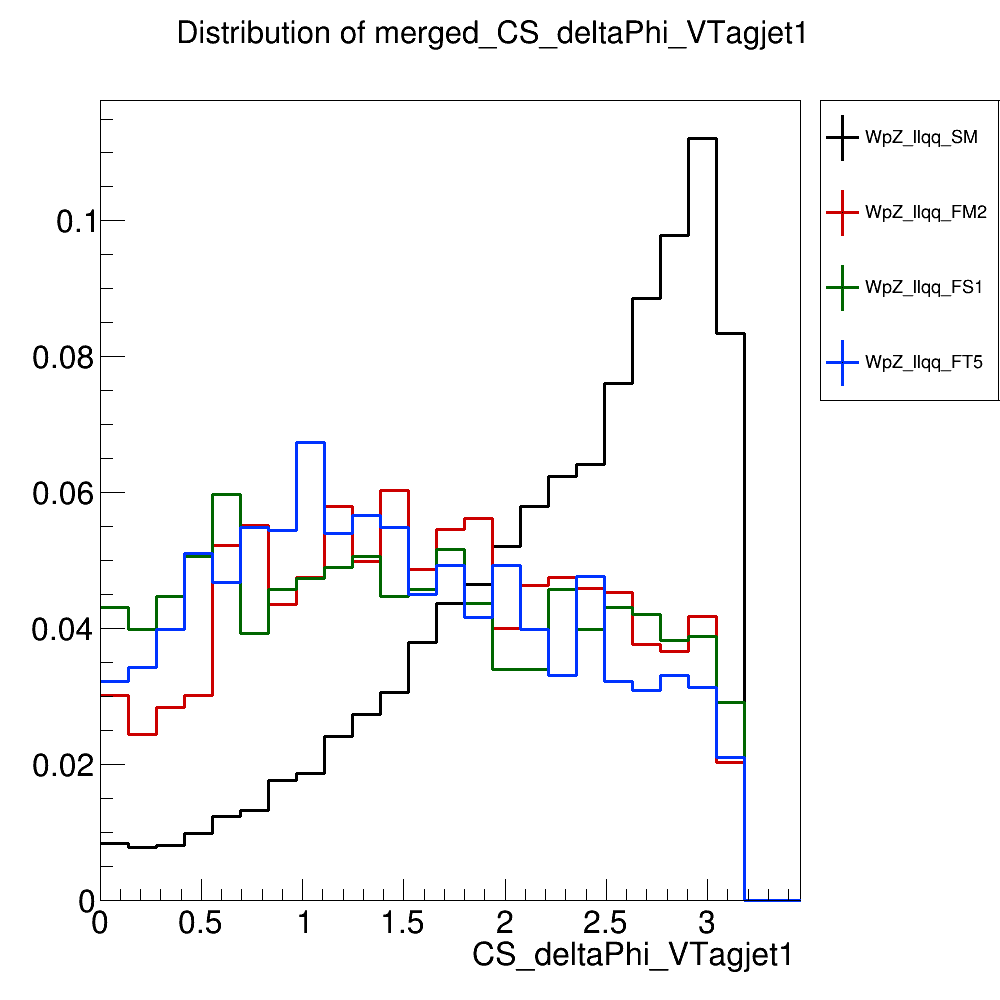 Distribution of merged_CS_deltaPhi_VTagjet1
WpZ_llqq_SM
WpZ_llqq_FM2
WpZ_llqq_FS1
WpZ_llqq_FT5
0.1
0.08
0.06
0.04
0.02
0
0 0.5 1 1.5 2 2.5 3
CS_deltaPhi_VTagjet1